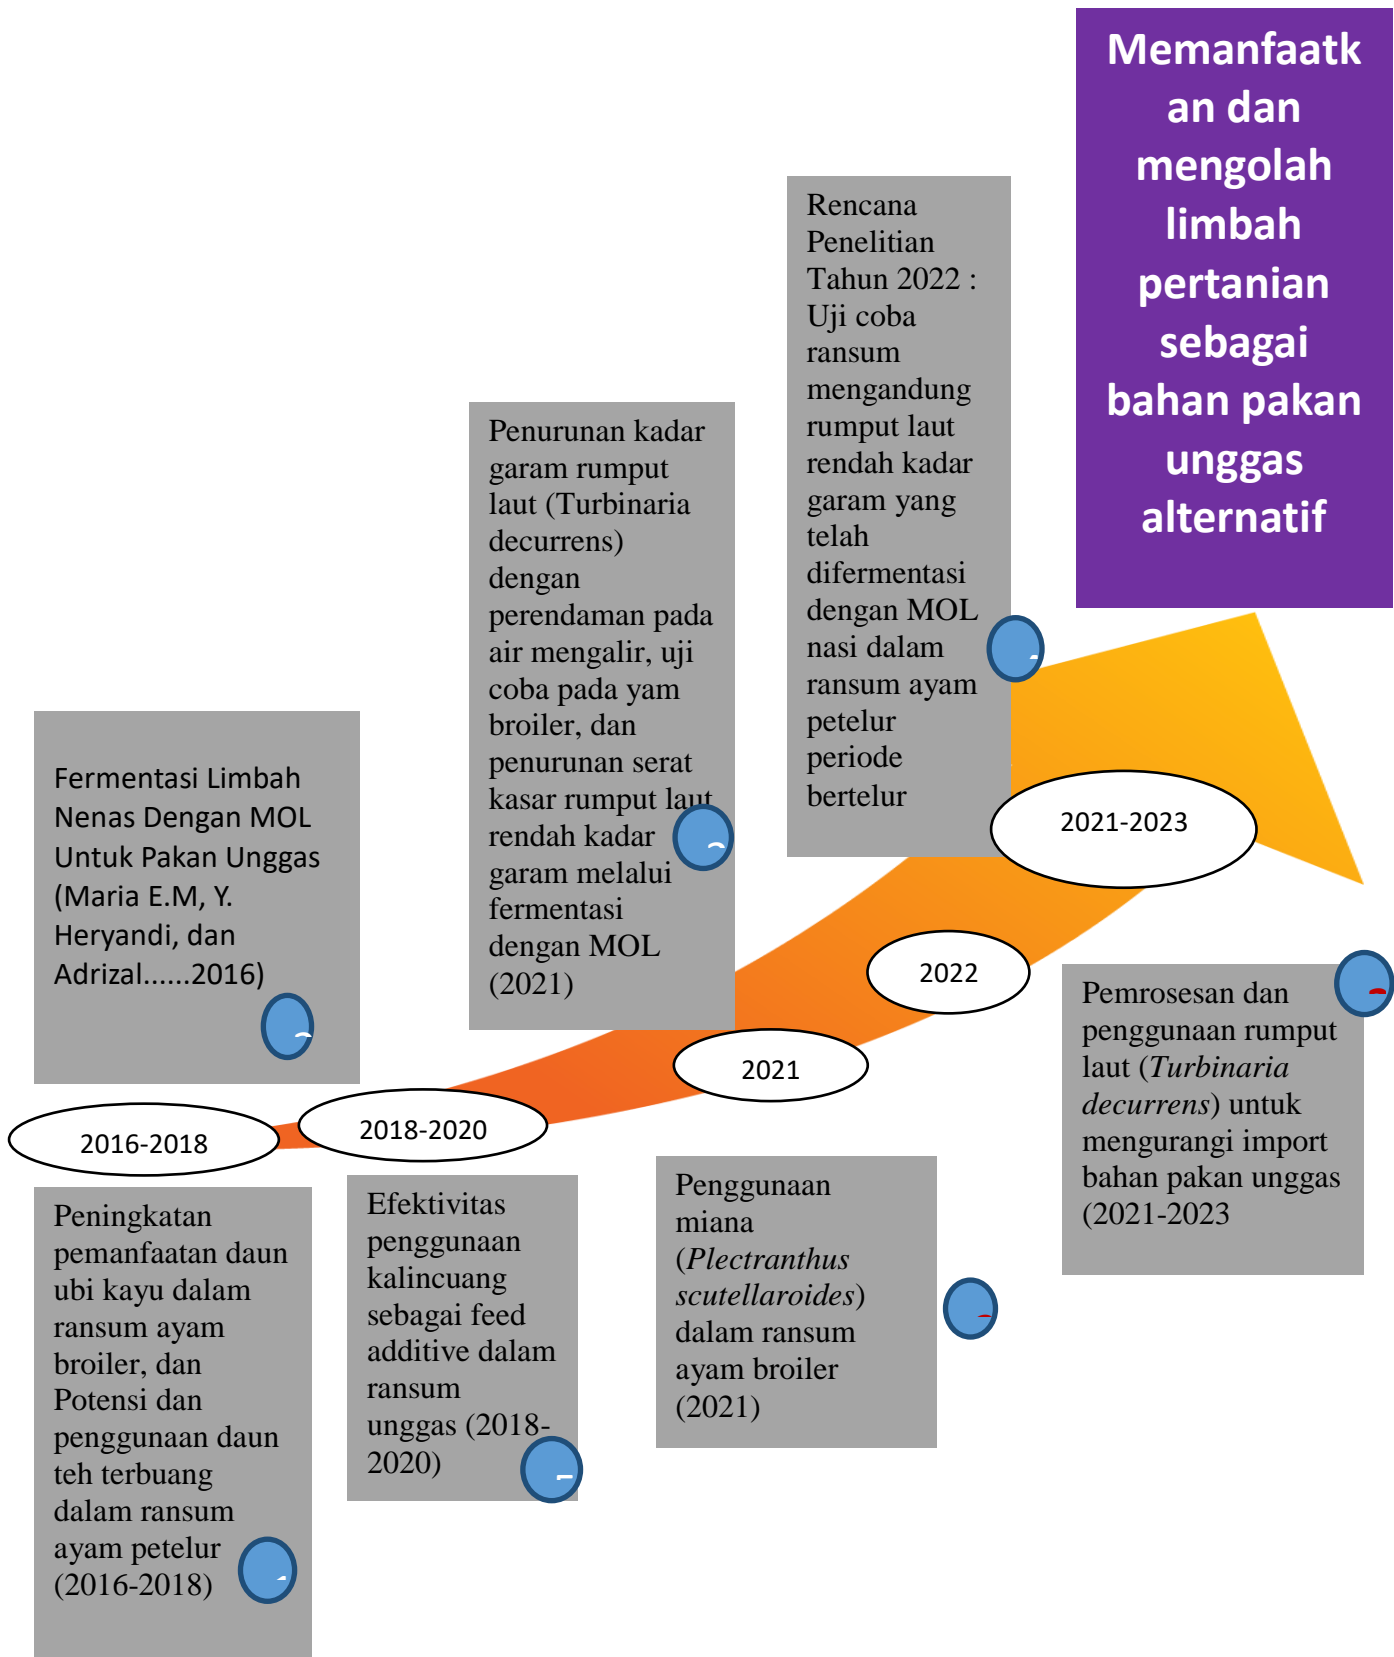 Memanfaatk
an dan
mengolah
limbah
pertanian
sebagai
bahan pakan
unggas
alternatif
Rencana
Penelitian
Tahun 2022 :
Uji coba
ransum
mengandung
rumput laut
rendah kadar
garam yang
telah
difermentasi
dengan MOL
nasi dalam
ransum ayam
petelur
periode
bertelur
Penurunan kadar
garam rumput
laut (Turbinaria
decurrens)
dengan
perendaman pada
air mengalir, uji
coba pada yam
broiler, dan
penurunan serat
kasar rumput laut
rendah kadar
garam melalui
fermentasi
dengan MOL
(2021)
Fermentasi Limbah
Nenas Dengan MOL
Untuk Pakan Unggas
(Maria E.M, Y.
Heryandi, dan
Adrizal......2016)
2021-2023
2022
2021
2018-2020
2016-2018
Peningkatan
pemanfaatan daun
ubi kayu dalam
ransum ayam
broiler, dan
Potensi dan
penggunaan daun
teh terbuang
dalam ransum
ayam petelur
(2016-2018)
Efektivitas
penggunaan
kalincuang
sebagai feed
additive dalam
ransum
unggas (2018-
2020)
Penggunaan
miana
(Plectranthus
scutellaroides)
dalam ransum
ayam broiler
(2021)
Pemrosesan dan
penggunaan rumput
laut (Turbinaria
decurrens) untuk
mengurangi import
bahan pakan unggas
(2021-2023